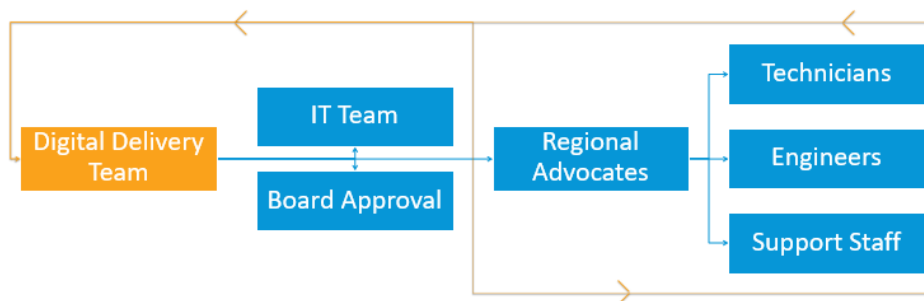 Digital Delivery
Team
IT Team
Board Approval
Regional
Advocates
Technicians
Engineers
Support Staff